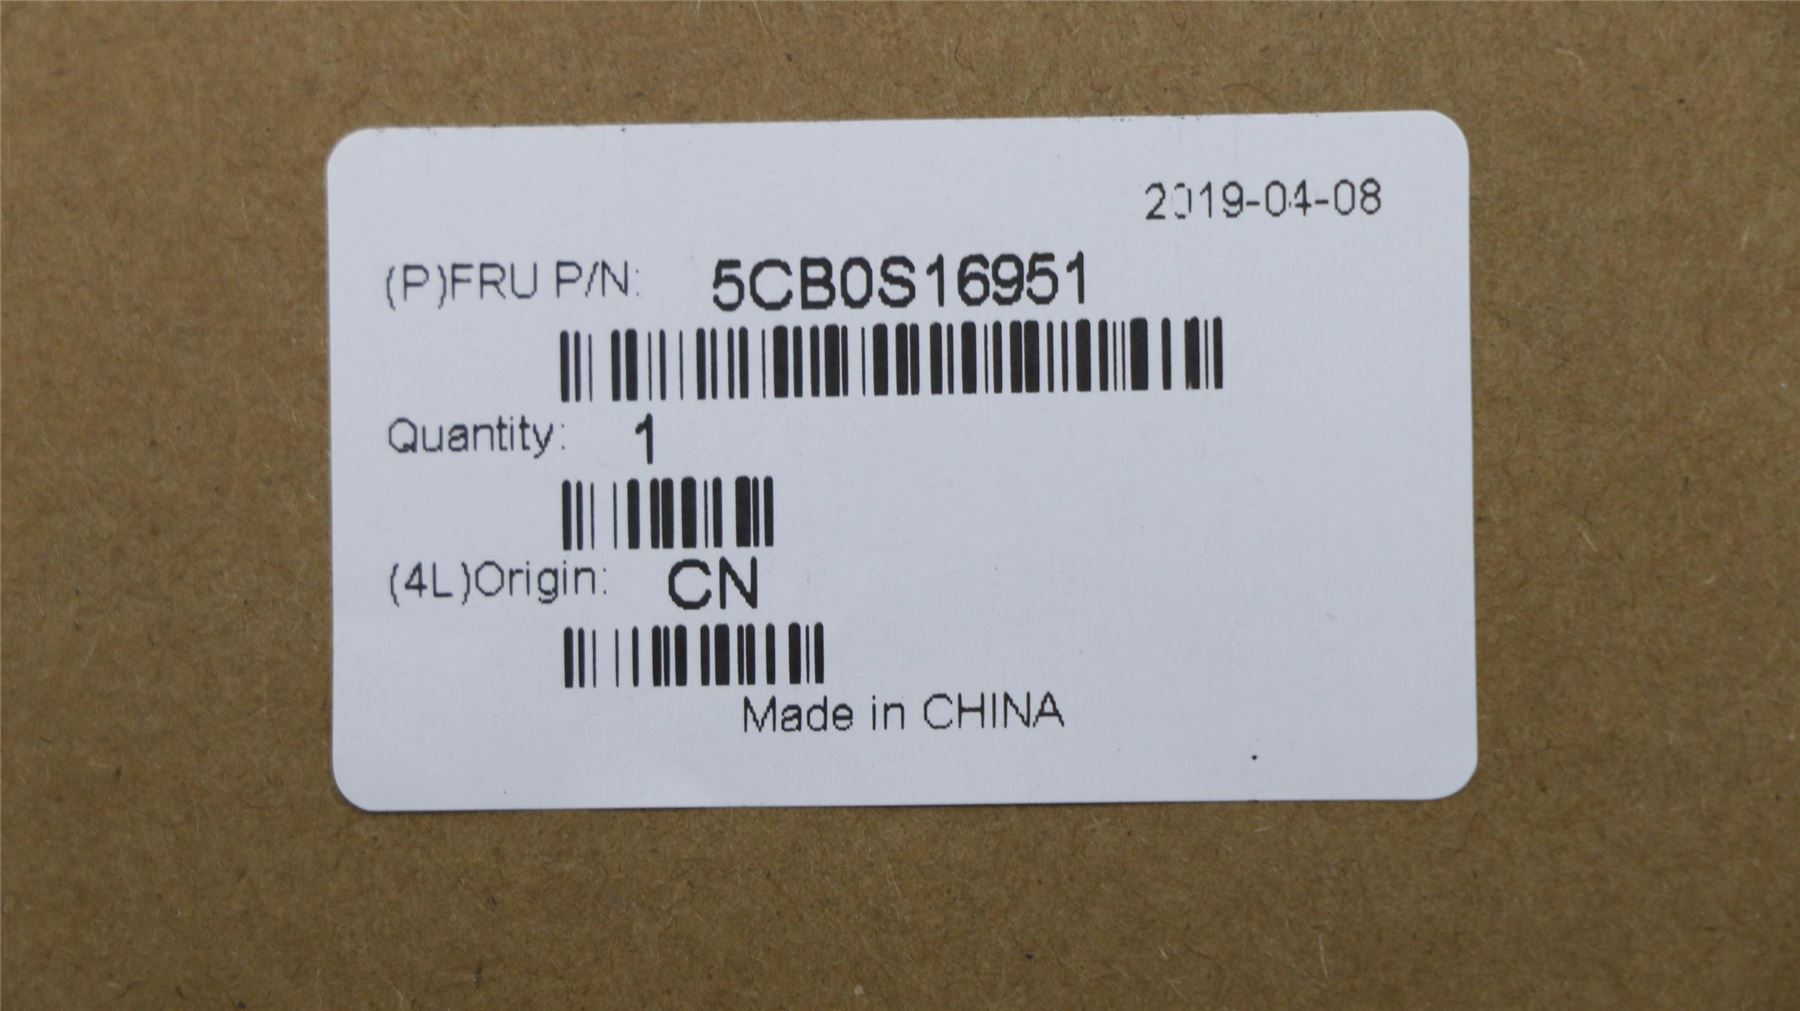 2019-04-08
(P)FRU P/N: 5CB0S16951
Quantity: 1
(4L)Origin: CN
Made in CHINA